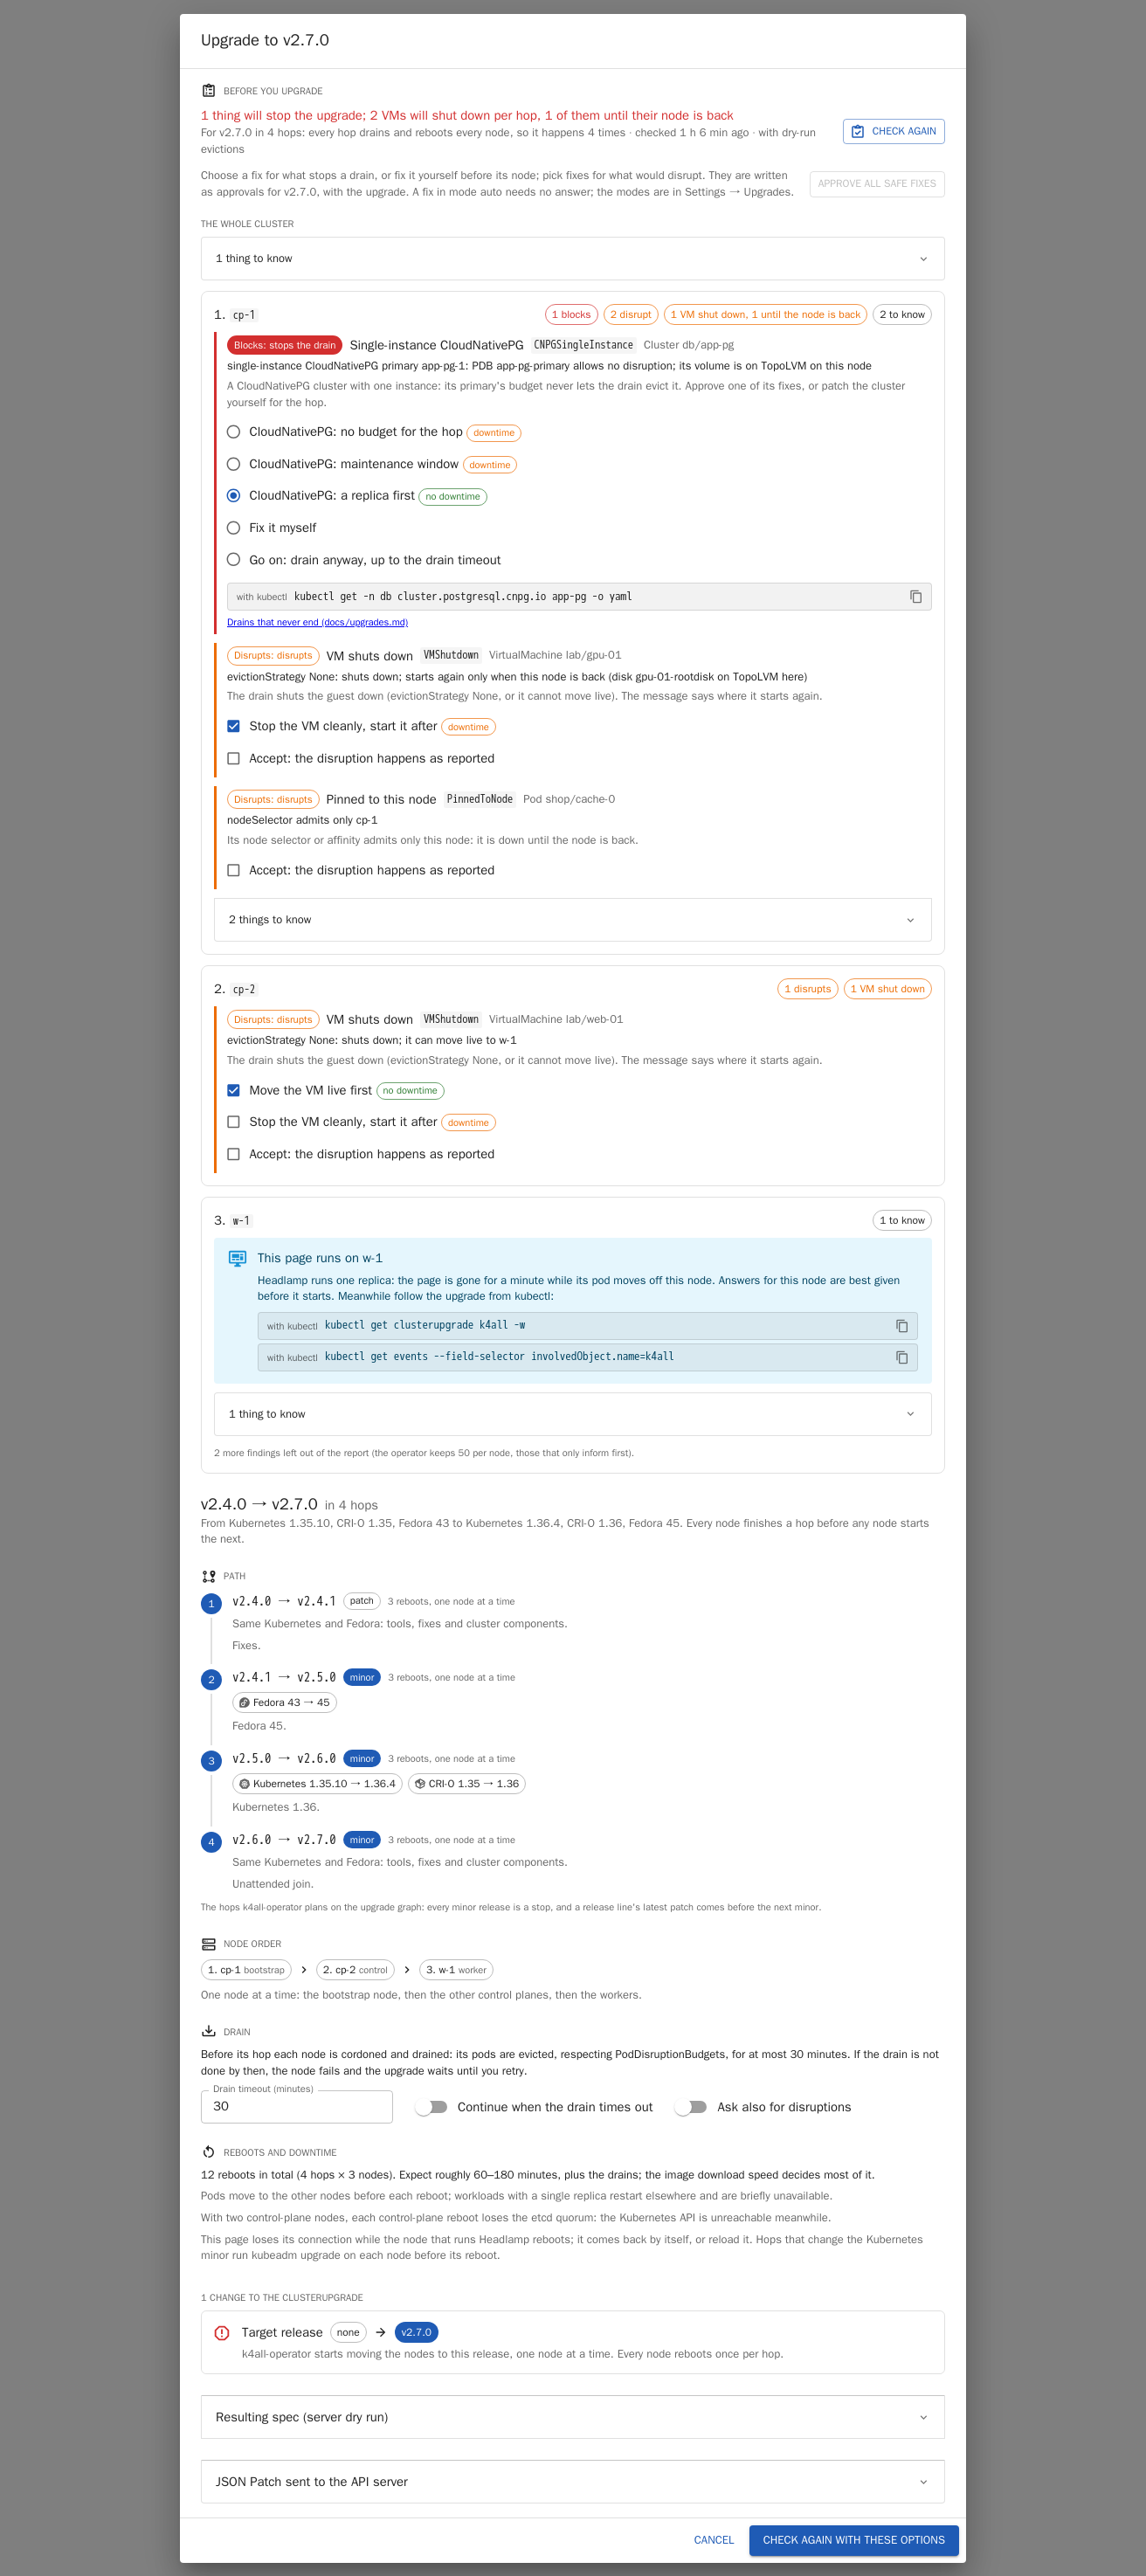 Upgrade to v2.7.0
BEFORE YOU UPGRADE
1 thing will stop the upgrade; 2 VMs will shut down per hop, 1 of them until their node is back
For v2.7.0 in 4 hops: every hop drains and reboots every node, so it happens 4 times · checked 1 h 6 min ago · with dry-run
evictions
CHECK AGAIN
Choose a fix for what stops a drain, or fix it yourself before its node; pick fixes for what would disrupt. They are written
as approvals for v2.7.0, with the upgrade. A fix in mode auto needs no answer; the modes are in Settings → Upgrades.
APPROVE ALL SAFE FIXES
THE WHOLE CLUSTER
1 thing to know
1. cp-1
1 blocks
2 disrupt
1 VM shut down, 1 until the node is back
2 to know
Blocks: stops the drain Single-instance CloudNativePG CNPGSingleInstance Cluster db/app-pg
single-instance CloudNativePG primary app-pg-1: PDB app-pg-primary allows no disruption; its volume is on TopoLVM on this node
A CloudNativePG cluster with one instance: its primary's budget never lets the drain evict it. Approve one of its fixes, or patch the cluster
yourself for the hop.
CloudNativePG: no budget for the hop downtime
CloudNativePG: maintenance window downtime
CloudNativePG: a replica first no downtime
Fix it myself
Go on: drain anyway, up to the drain timeout
with kubectl kubectl get -n db cluster.postgresql.cnpg.io app-pg -o yaml
Drains that never end (docs/upgrades.md)
Disrupts: disrupts VM shuts down VMShutdown VirtualMachine lab/gpu-01
evictionStrategy None: shuts down; starts again only when this node is back (disk gpu-01-rootdisk on TopoLVM here)
The drain shuts the guest down (evictionStrategy None, or it cannot move live). The message says where it starts again.
Stop the VM cleanly, start it after downtime
Accept: the disruption happens as reported
Disrupts: disrupts Pinned to this node PinnedToNode Pod shop/cache-0
nodeSelector admits only cp-1
Its node selector or affinity admits only this node: it is down until the node is back.
Accept: the disruption happens as reported
2 things to know
2. cp-2
1 disrupts
1 VM shut down
Disrupts: disrupts VM shuts down VMShutdown VirtualMachine lab/web-01
evictionStrategy None: shuts down; it can move live to w-1
The drain shuts the guest down (evictionStrategy None, or it cannot move live). The message says where it starts again.
Move the VM live first no downtime
Stop the VM cleanly, start it after downtime
Accept: the disruption happens as reported
3. w-1
1 to know
This page runs on w-1
Headlamp runs one replica: the page is gone for a minute while its pod moves off this node. Answers for this node are best given
before it starts. Meanwhile follow the upgrade from kubectl:
with kubectl kubectl get clusterupgrade k4all -w
with kubectl kubectl get events --field-selector involvedObject.name=k4all
1 thing to know
2 more findings left out of the report (the operator keeps 50 per node, those that only inform first).
v2.4.0 → v2.7.0 in 4 hops
From Kubernetes 1.35.10, CRI-O 1.35, Fedora 43 to Kubernetes 1.36.4, CRI-O 1.36, Fedora 45. Every node finishes a hop before any node starts
the next.
PATH
1 v2.4.0 → v2.4.1 patch 3 reboots, one node at a time
Same Kubernetes and Fedora: tools, fixes and cluster components.
Fixes.
2 v2.4.1 → v2.5.0 minor 3 reboots, one node at a time
Fedora 43 → 45
Fedora 45.
3 v2.5.0 → v2.6.0 minor 3 reboots, one node at a time
Kubernetes 1.35.10 → 1.36.4 CRI-O 1.35 → 1.36
Kubernetes 1.36.
4 v2.6.0 → v2.7.0 minor 3 reboots, one node at a time
Same Kubernetes and Fedora: tools, fixes and cluster components.
Unattended join.
The hops k4all-operator plans on the upgrade graph: every minor release is a stop, and a release line's latest patch comes before the next minor.
NODE ORDER
1. cp-1 bootstrap > 2. cp-2 control > 3. w-1 worker
One node at a time: the bootstrap node, then the other control planes, then the workers.
DRAIN
Before its hop each node is cordoned and drained: its pods are evicted, respecting PodDisruptionBudgets, for at most 30 minutes. If the drain is not
done by then, the node fails and the upgrade waits until you retry.
Drain timeout (minutes)
30
Continue when the drain times out
Ask also for disruptions
REBOOTS AND DOWNTIME
12 reboots in total (4 hops × 3 nodes). Expect roughly 60–180 minutes, plus the drains; the image download speed decides most of it.
Pods move to the other nodes before each reboot; workloads with a single replica restart elsewhere and are briefly unavailable.
With two control-plane nodes, each control-plane reboot loses the etcd quorum: the Kubernetes API is unreachable meanwhile.
This page loses its connection while the node that runs Headlamp reboots; it comes back by itself, or reload it. Hops that change the Kubernetes
minor run kubeadm upgrade on each node before its reboot.
1 CHANGE TO THE CLUSTERUPGRADE
Target release none → v2.7.0
k4all-operator starts moving the nodes to this release, one node at a time. Every node reboots once per hop.
Resulting spec (server dry run)
JSON Patch sent to the API server
CANCEL
CHECK AGAIN WITH THESE OPTIONS